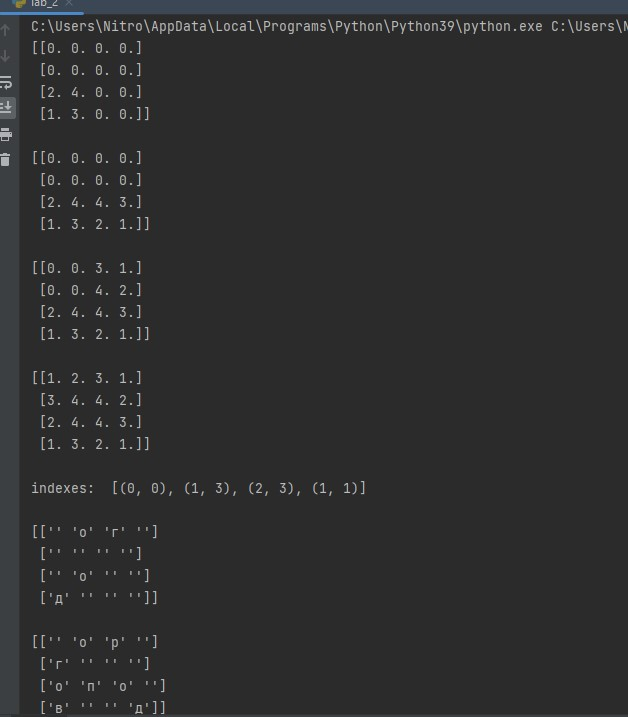 lab_2
C:\Users\Nitro\AppData\Local\Programs\Python\Python39\python.exe C:\Users\N
[[0. 0. 0. 0.]
[0. 0. 0. 0.]
[2. 4. 0. 0.]
[1. 3. 0. 0.]]
[[0. 0. 0. 0.]
[0. 0. 0. 0.]
[2. 4. 4. 3.]
[1. 3. 2. 1.]]
[[0. 0. 3. 1.]
[0. 0. 4. 2.]
[2. 4. 4. 3.]
[1. 3. 2. 1.]]
[[1. 2. 3. 1.]
[3. 4. 4. 2.]
[2. 4. 4. 3.]
[1. 3. 2. 1.]]
indexes:  [(0, 0), (1, 3), (2, 3), (1, 1)]
[['' 'о' 'г' '']
['' '' '' '']
['' 'о' '' '']
['д' '' '' '']]
[['' 'о' 'р' '']
['г' '' '' '']
['о' 'п' 'о' '']
['в' '' '' 'д']]